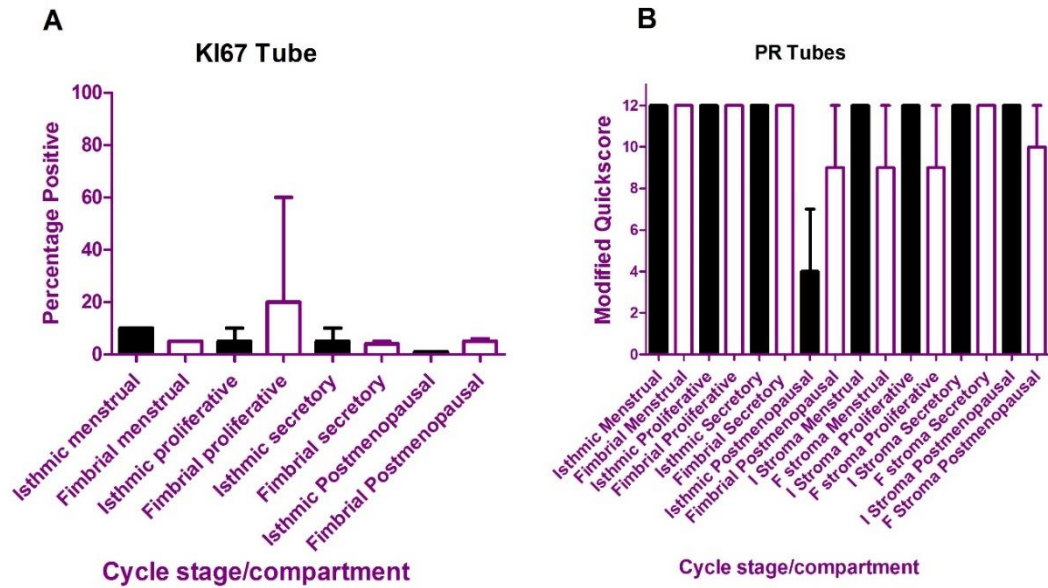 A
KI67 Tube
Percentage Positive
100
80
60
40
20
0
Isthmic menstrual
Fimbrial menstrual
Isthmic proliferative
Fimbrial proliferative
Isthmic secretory
Fimbrial secretory
Isthmic Postmenopausal
Fimbrial Postmenopausal
Cycle stage/compartment
B
PR Tubes
Modified Quickscore
12
10
8
6
4
2
0
Isthmic Menstrual
Fimbrial Menstrual
Isthmic Proliferative
Fimbrial Proliferative
Isthmic Secretory
Fimbrial Secretory
Isthmic Postmenopausal
Fimbrial Postmenopausal
I Stroma Menstrual
F stroma Menstrual
I Stroma Proliferative
F stroma Proliferative
I Stroma Secretory
F stroma Secretory
I Stroma Postmenopausal
F Stroma Postmenopausal
Cycle stage/compartment